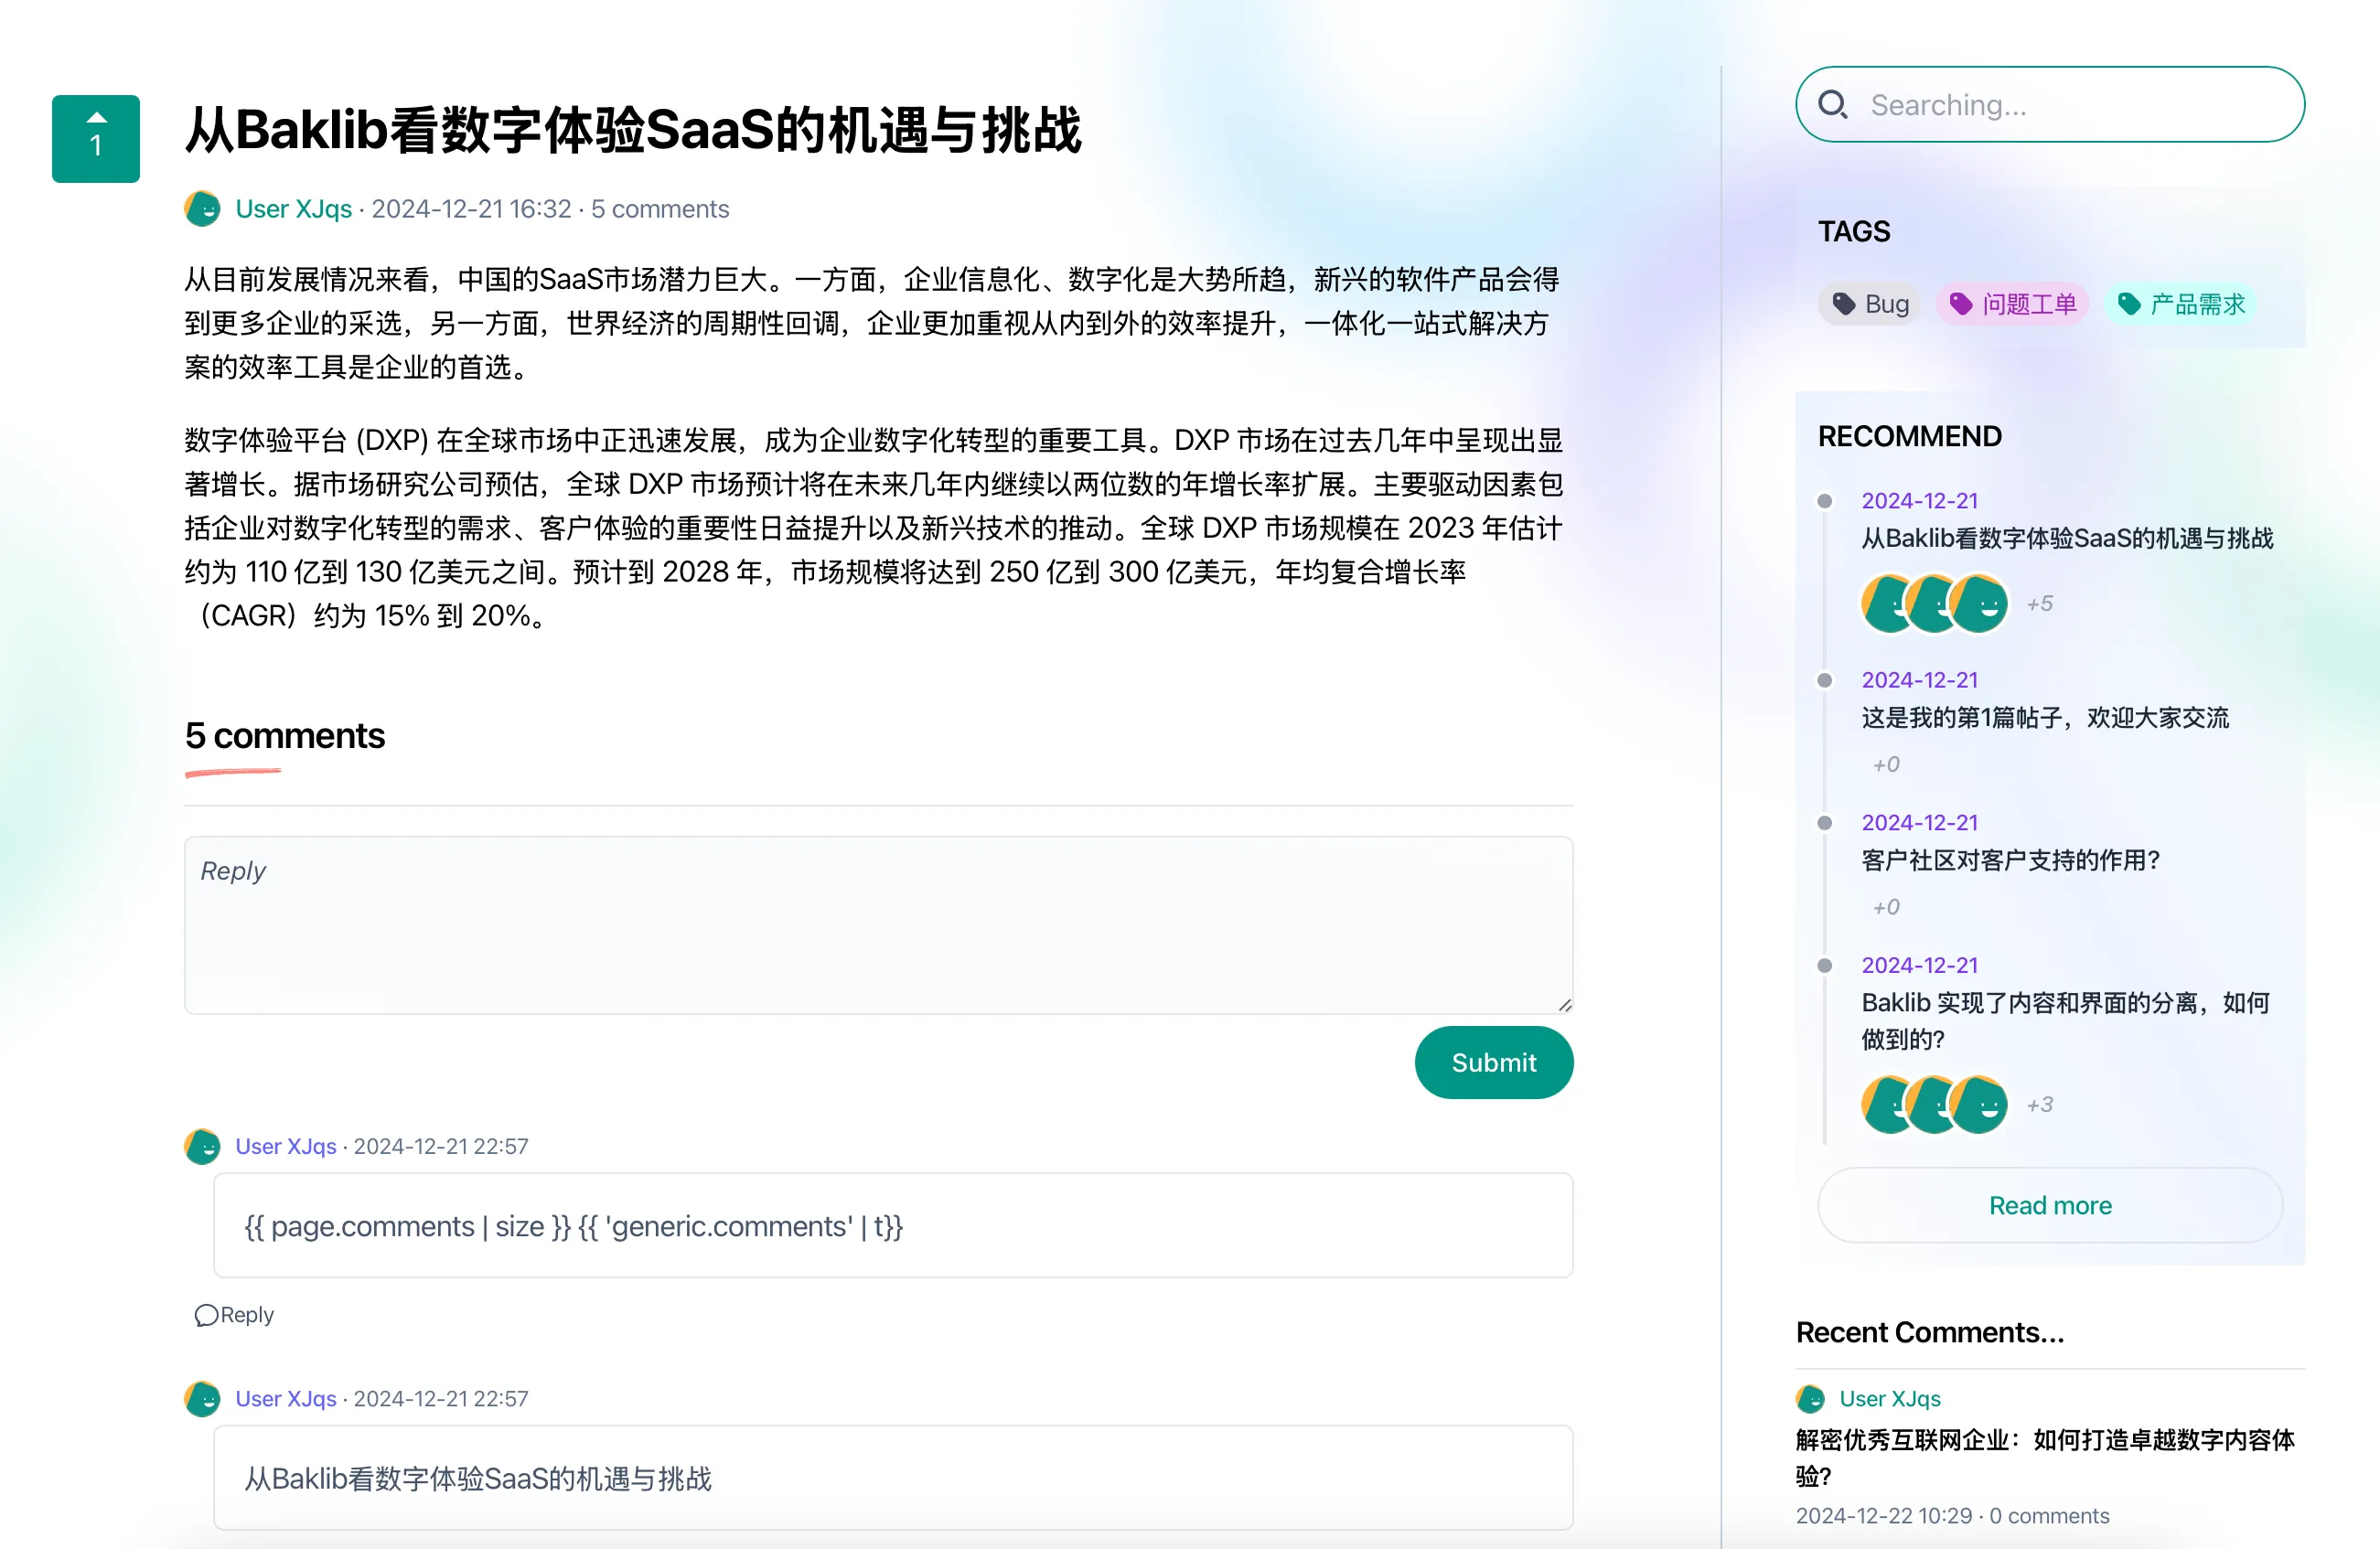 1
从Baklib看数字体验SaaS的机遇与挑战
User XJqs · 2024-12-21 16:32 · 5 comments
从目前发展情况来看，中国的SaaS市场潜力巨大。一方面，企业信息化、数字化是大势所趋，新兴的软件产品会得
到更多企业的采选，另一方面，世界经济的周期性回调，企业更加重视从内到外的效率提升，一体化一站式解决方
案的效率工具是企业的首选。
数字体验平台 (DXP) 在全球市场中正迅速发展，成为企业数字化转型的重要工具。DXP 市场在过去几年中呈现出显
著增长。据市场研究公司预估，全球 DXP 市场预计将在未来几年内继续以两位数的年增长率扩展。主要驱动因素包
括企业对数字化转型的需求、客户体验的重要性日益提升以及新兴技术的推动。全球 DXP 市场规模在 2023 年估计
约为 110 亿到 130 亿美元之间。预计到 2028 年，市场规模将达到 250 亿到 300 亿美元，年均复合增长率
（CAGR）约为 15% 到 20%。
5 comments
Reply
Submit
User XJqs · 2024-12-21 22:57
{{ page.comments | size }} {{ 'generic.comments' | t}}
Reply
User XJqs · 2024-12-21 22:57
从Baklib看数字体验SaaS的机遇与挑战
Searching...
TAGS
Bug 问题工单 产品需求
RECOMMEND
2024-12-21
从Baklib看数字体验SaaS的机遇与挑战
+5
2024-12-21
这是我的第1篇帖子，欢迎大家交流
+0
2024-12-21
客户社区对客户支持的作用？
+0
2024-12-21
Baklib 实现了内容和界面的分离，如何
做到的？
+3
Read more
Recent Comments...
User XJqs
解密优秀互联网企业：如何打造卓越数字内容体
验？
2024-12-22 10:29 · 0 comments